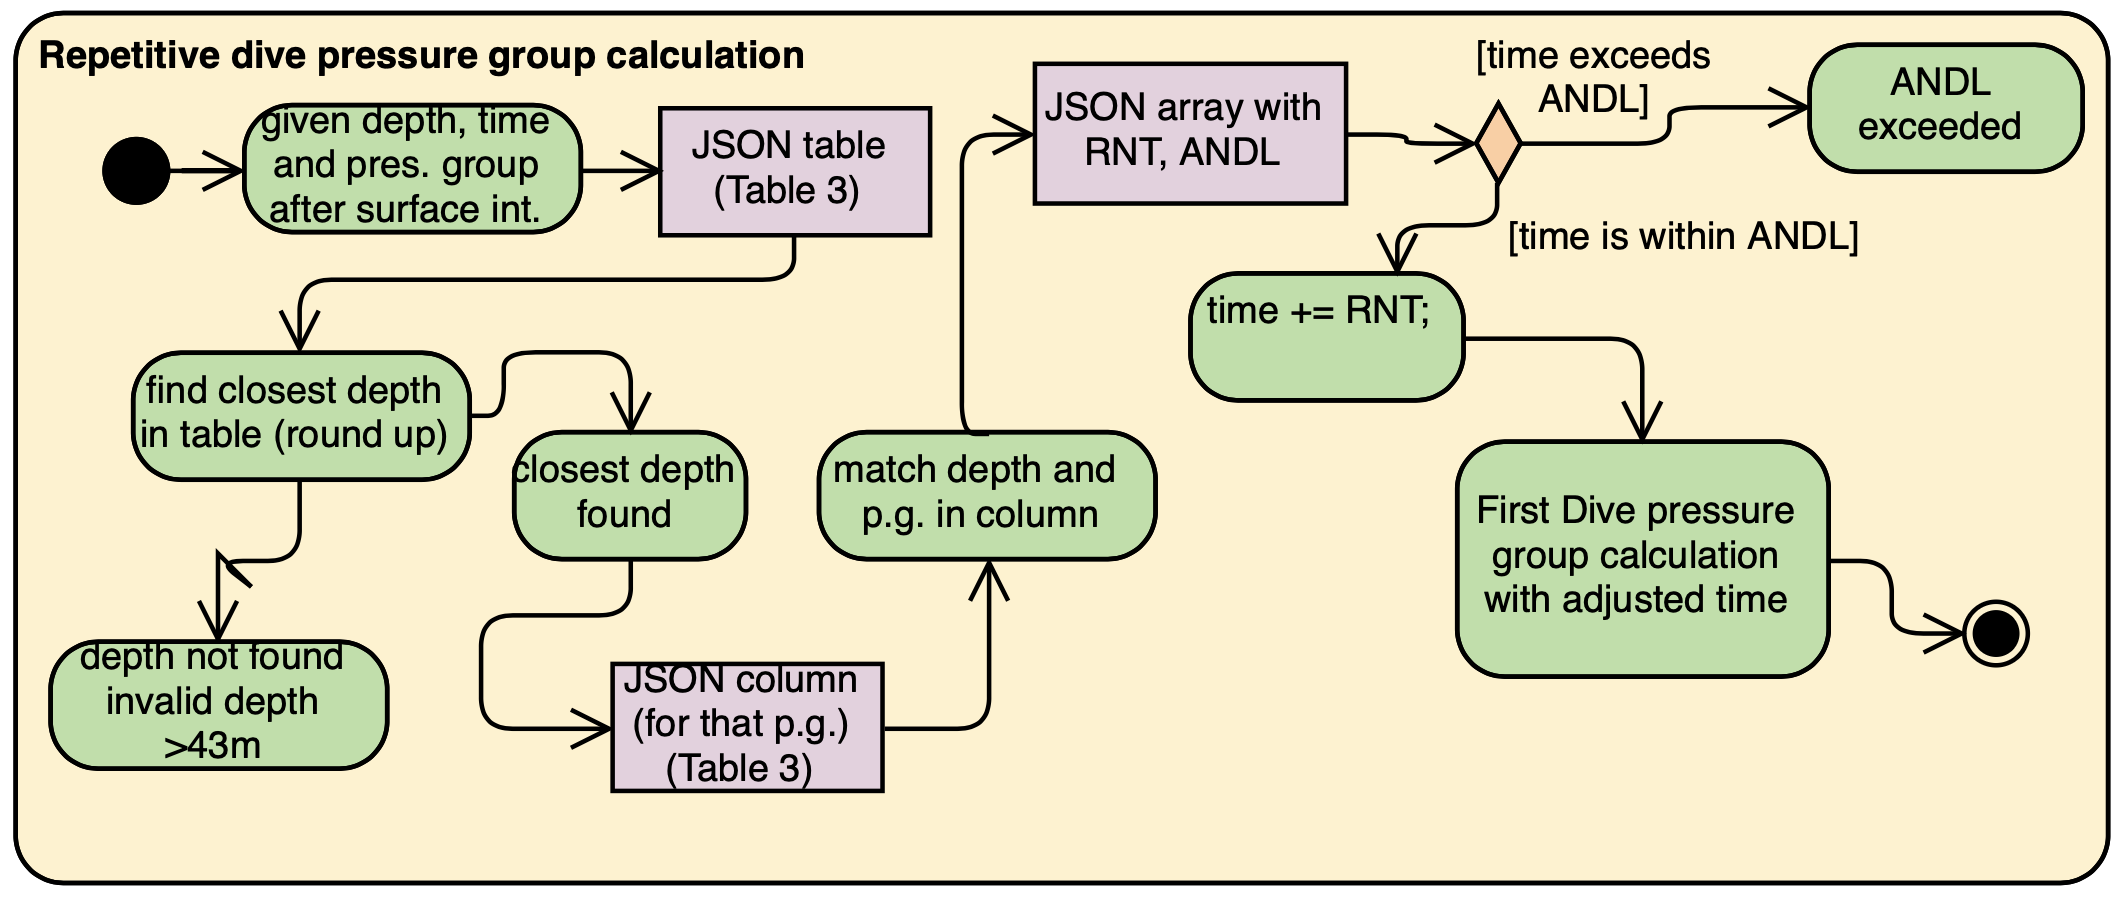 Repetitive dive pressure group calculation
given depth, time
and pres. group
after surface int.
JSON table
(Table 3)
find closest depth
in table (round up)
depth not found
invalid depth
>43m
closest depth
found
JSON column
(for that p.g.)
(Table 3)
match depth and
p.g. in column
JSON array with
RNT, ANDL
[time exceeds
ANDL]
ANDL
exceeded
[time is within ANDL]
time += RNT;
First Dive pressure
group calculation
with adjusted time